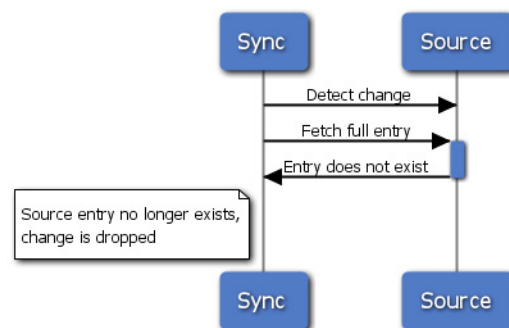 Sync
Source
Detect change
Fetch full entry
Entry does not exist
Source entry no longer exists,
change is dropped
Sync
Source